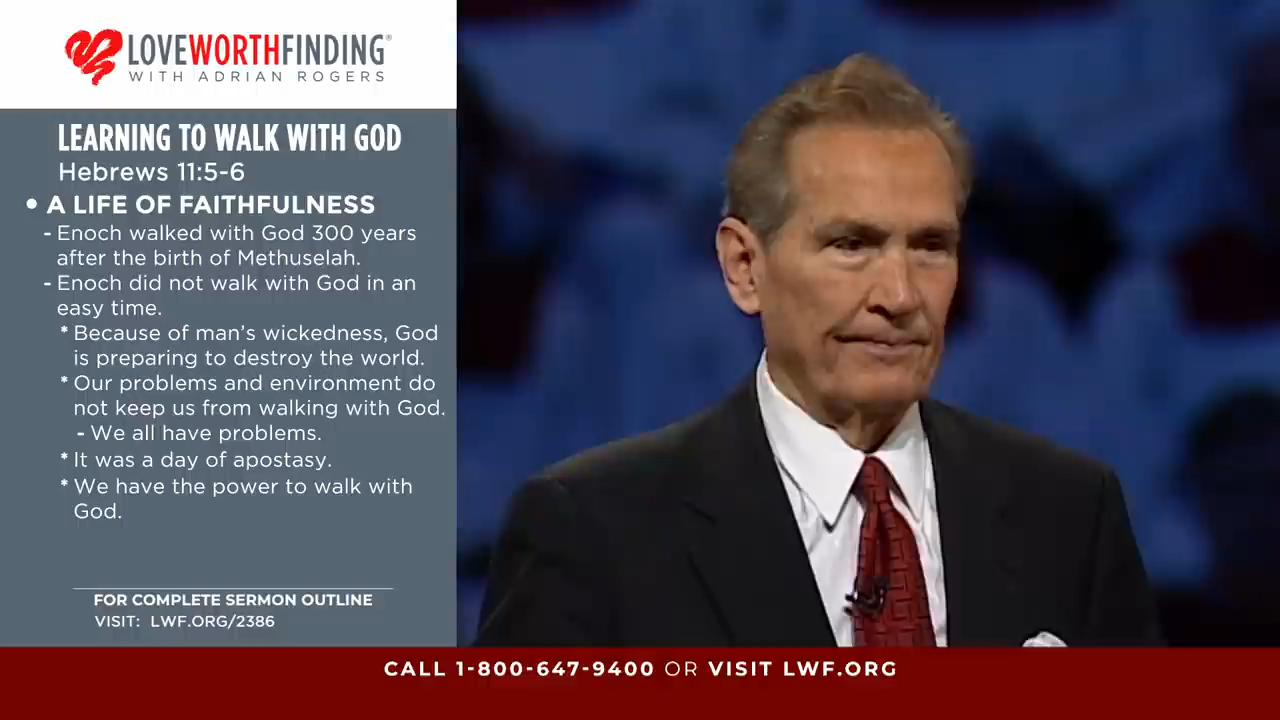 LOVEWORTHFINDING®
WITH ADRIAN ROGERS
LEARNING TO WALK WITH GOD
Hebrews 11:5-6
• A LIFE OF FAITHFULNESS
- Enoch walked with God 300 years
after the birth of Methuselah.
- Enoch did not walk with God in an
easy time.
* Because of man's wickedness, God
is preparing to destroy the world.
* Our problems and environment do
not keep us from walking with God.
- We all have problems.
* It was a day of apostasy.
* We have the power to walk with
God.
FOR COMPLETE SERMON OUTLINE
VISIT: LWF.ORG/2386
CALL 1-800-647-9400 OR VISIT LWF.ORG